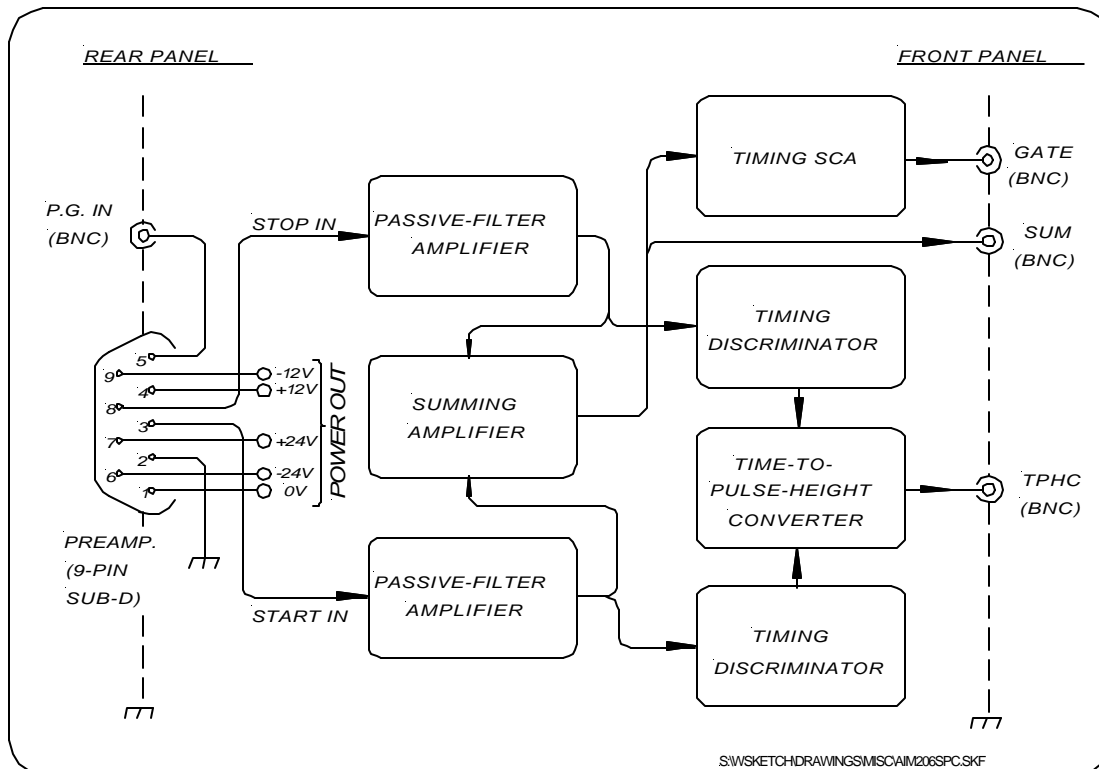 REAR PANEL
FRONT PANEL
P.G. IN
(BNC)
STOP IN
PASSIVE-FILTER
AMPLIFIER
TIMING SCA
GATE
(BNC)
SUM
(BNC)
5
9
4
8
3
7
2
6
1
-12V
+12V
+24V
-24V
0V
POWER OUT
SUMMING
AMPLIFIER
TIMING
DISCRIMINATOR
TIME-TO-
PULSE-HEIGHT
CONVERTER
TPHC
(BNC)
PREAMP.
(9-PIN
SUB-D)
START IN
PASSIVE-FILTER
AMPLIFIER
TIMING
DISCRIMINATOR
S:\WSKETCH\DRAWINGS\MISC\AIM206SPC.SKF